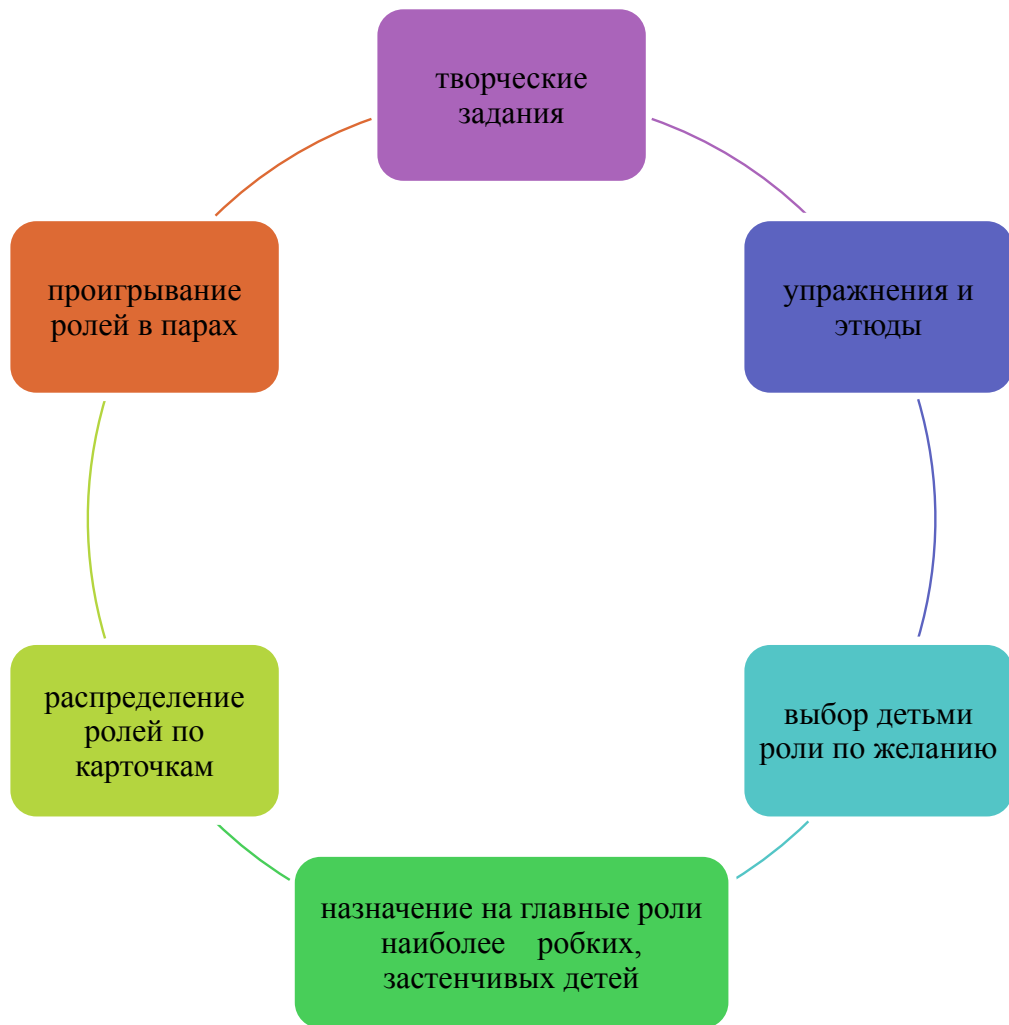 творческие
задания
упражнения и
этюды
выбор детьми
роли по желанию
назначение на главные роли
наиболее робких,
застенчивых детей
распределение
ролей по
карточкам
проигрывание
ролей в парах